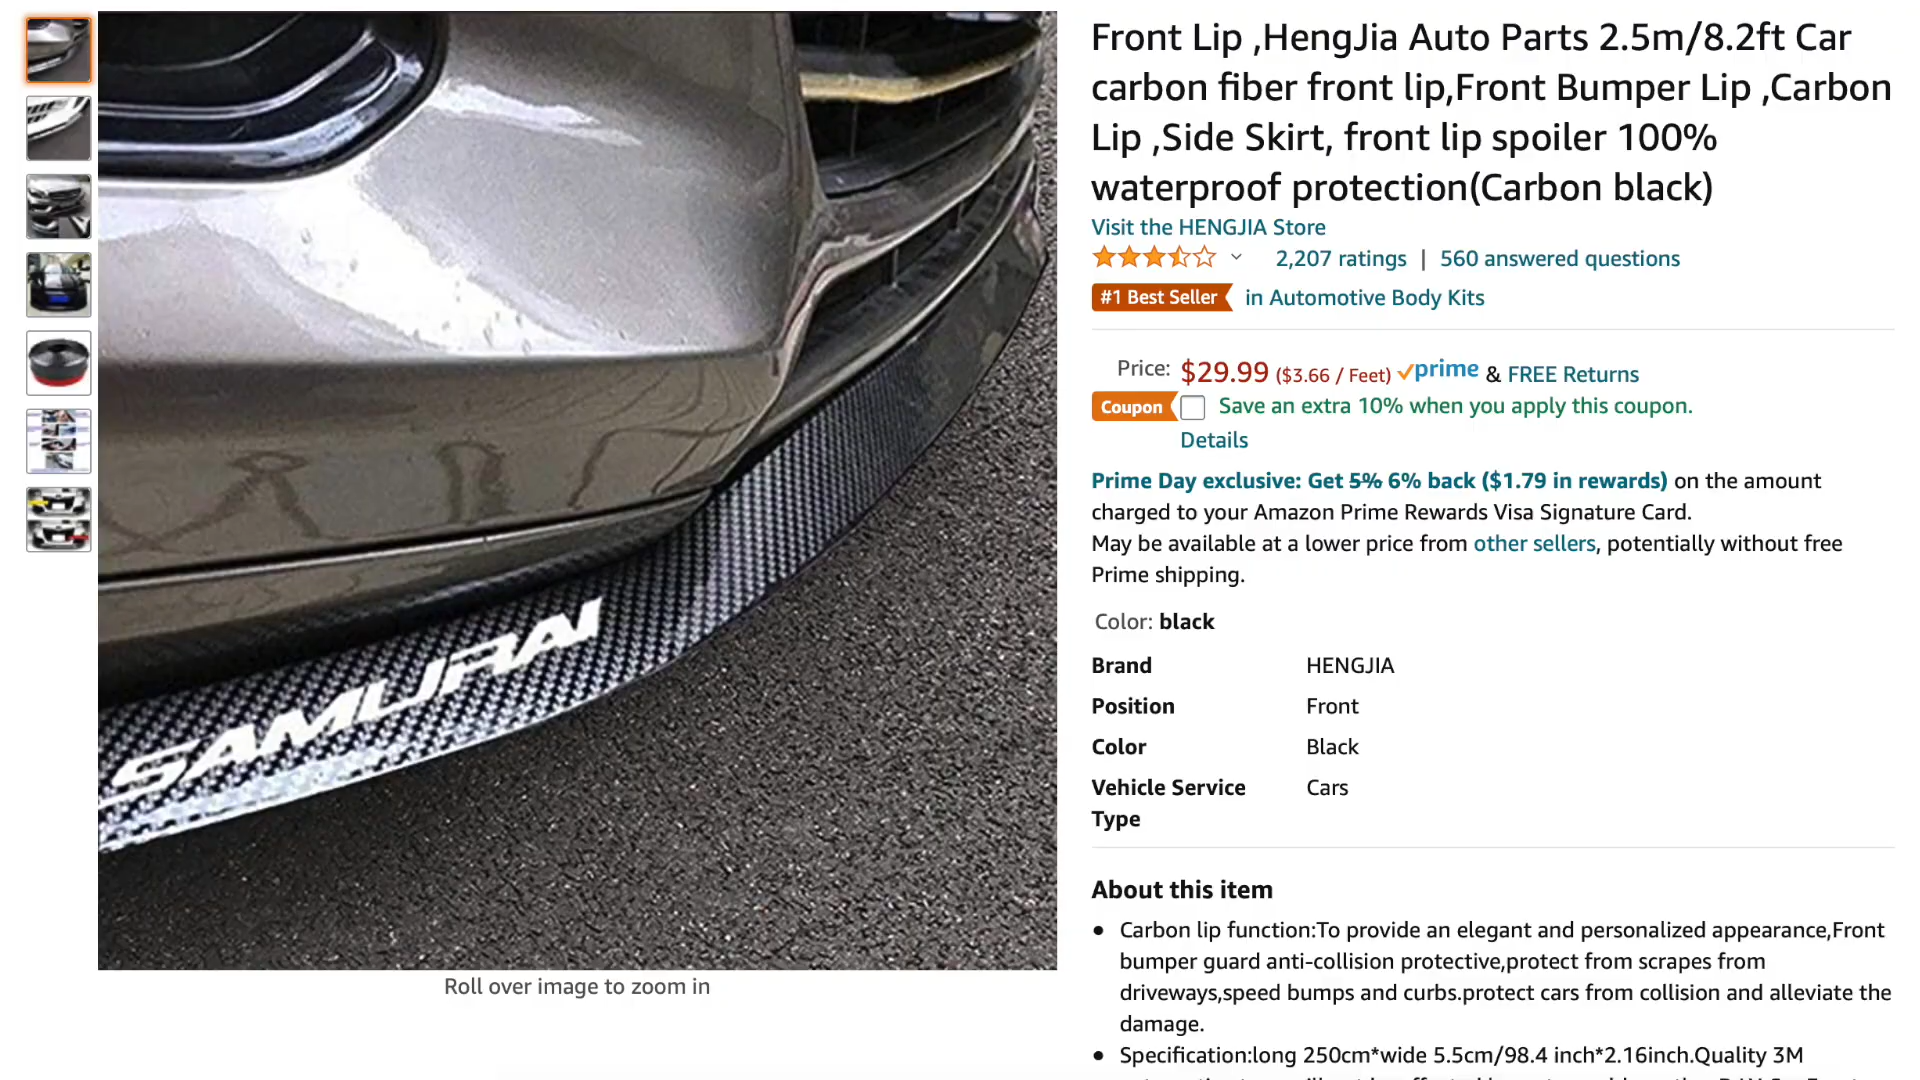 Front Lip ,HengJia Auto Parts 2.5m/8.2ft Car
carbon fiber front lip,Front Bumper Lip ,Carbon
Lip ,Side Skirt, front lip spoiler 100%
waterproof protection(Carbon black)
Visit the HENGJIA Store
2,207 ratings | 560 answered questions
#1 Best Seller in Automotive Body Kits
Price: $29.99 ($3.66 / Feet) prime & FREE Returns
Coupon Save an extra 10% when you apply this coupon.
Details
Prime Day exclusive: Get 5% 6% back ($1.79 in rewards) on the amount
charged to your Amazon Prime Rewards Visa Signature Card.
May be available at a lower price from other sellers, potentially without free
Prime shipping.
Color: black
Brand HENGJIA
Position Front
Color Black
Vehicle Service Cars
Type
About this item
• Carbon lip function:To provide an elegant and personalized appearance,Front
bumper guard anti-collision protective,protect from scrapes from
driveways,speed bumps and curbs.protect cars from collision and alleviate the
damage.
• Specification:long 250cm*wide 5.5cm/98.4 inch*2.16inch.Quality 3M
SAMURAI
Roll over image to zoom in